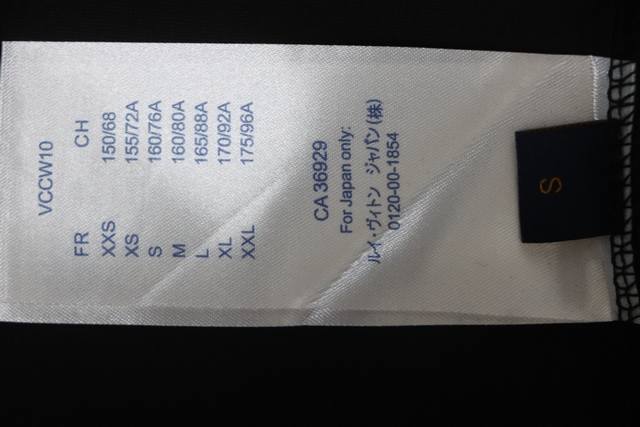 VCCW10
FR CH
XXS 150/68
XS 155/72A
S 160/76A
M 160/80A
L 165/88A
XL 170/92A
XXL 175/96A
CA 36929
For Japan only:
ルイ・ヴィトン ジャパン(株)
0120-00-1854
S